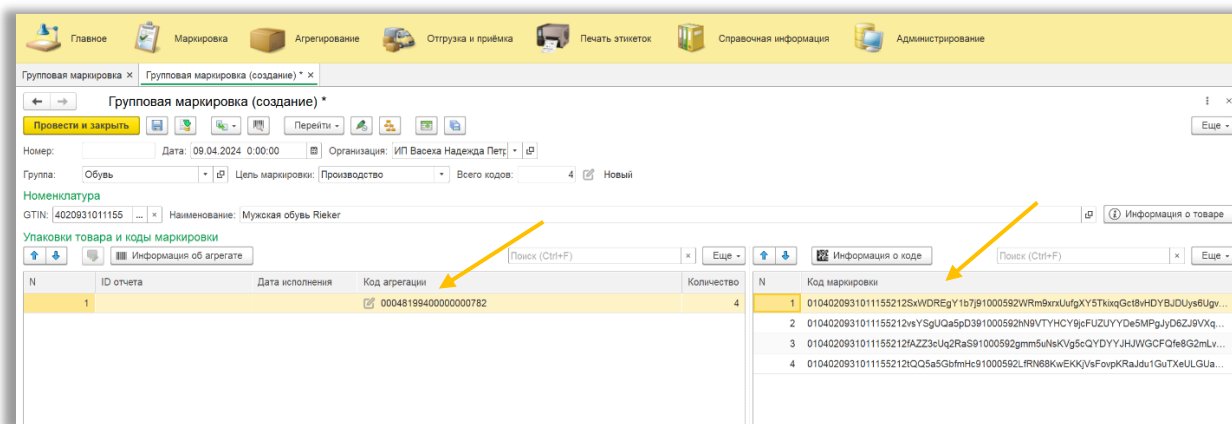 Главное Маркировка Агрегирование Отгрузка и приёмка Печать этикеток Справочная информация Администрирование
Групповая маркировка × Групповая маркировка (создание) * ×
Групповая маркировка (создание) *
Провести и закрыть Перейти Еще
Номер: Дата: 09.04.2024 0:00:00 Организация: ИП Васеха Надежда Петр
Группа: Обувь Цель маркировки: Производство Всего кодов: 4 Новый
Номенклатура
GTIN: 4020931011155 ... × Наименование: Мужская обувь Rieker Информация о товаре
Упаковки товара и коды маркировки
Информация об агрегате Поиск (Ctrl+F) × Еще Информация о коде Поиск (Ctrl+F) × Еще
N ID отчета Дата исполнения Код агрегации Количество N Код маркировки
1 00048199400000000782 4 1 0104020931011155212SxWDREgY1b7j91000592WRm9xrxUufgXY5TkixqGct8vHDYBJDUys6Ugv...
2 0104020931011155212vsYSgUQa5pD391000592hN9VTYHCY9jcFUZUYYDe5MPgJyD6ZJ9VXq...
3 0104020931011155212fAZZ3cUq2RaS91000592gmm5uNsKVg5cQYDYYJHJWGCFQfe8G2mLv...
4 0104020931011155212tQQ5a5GbfmHc91000592LfRN68KwEKKjVsFovpKRaJdu1GuTXeULGUa...